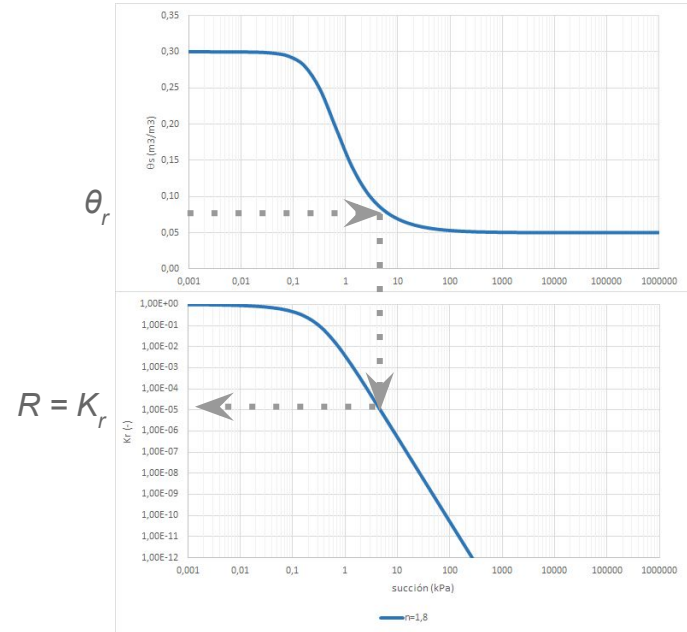 0,35
0,30
0,25
0,20
0,15
0,10
0,05
0,00
θs (m3/m3)
θr
0,001 0,01 0,1 1 10 100 1000 10000 100000 1000000
1,00E+00
1,00E-01
1,00E-02
1,00E-03
1,00E-04
1,00E-05
1,00E-06
1,00E-07
1,00E-08
1,00E-09
1,00E-10
1,00E-11
1,00E-12
R = Kr
Kr (-)
0,001 0,01 0,1 1 10 100 1000 10000 100000 1000000
succión (kPa)
n=1,8